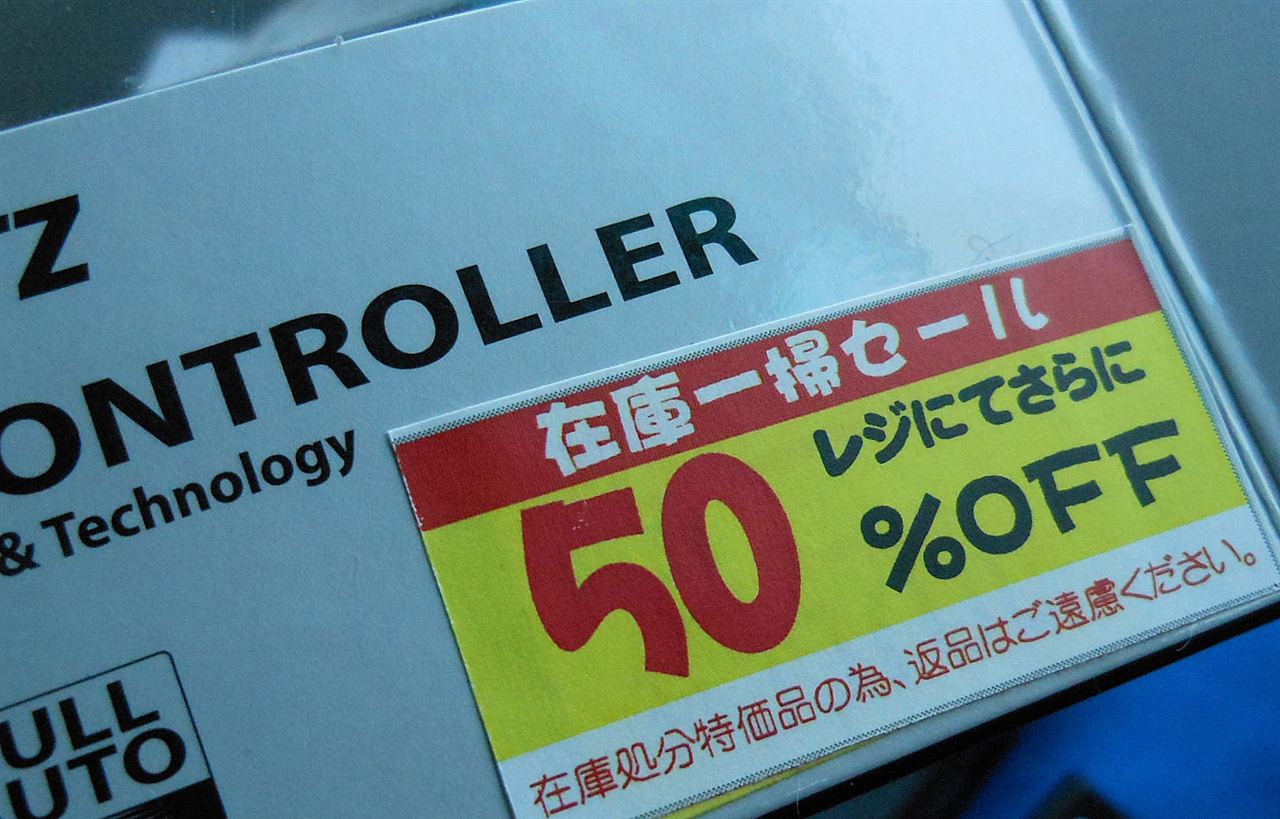 TZ
ONTROLLER
& Technology
ULL
UTO
在庫一掃セール
レジにてさらに
50%OFF
在庫処分特価品の為、返品はご遠慮ください。